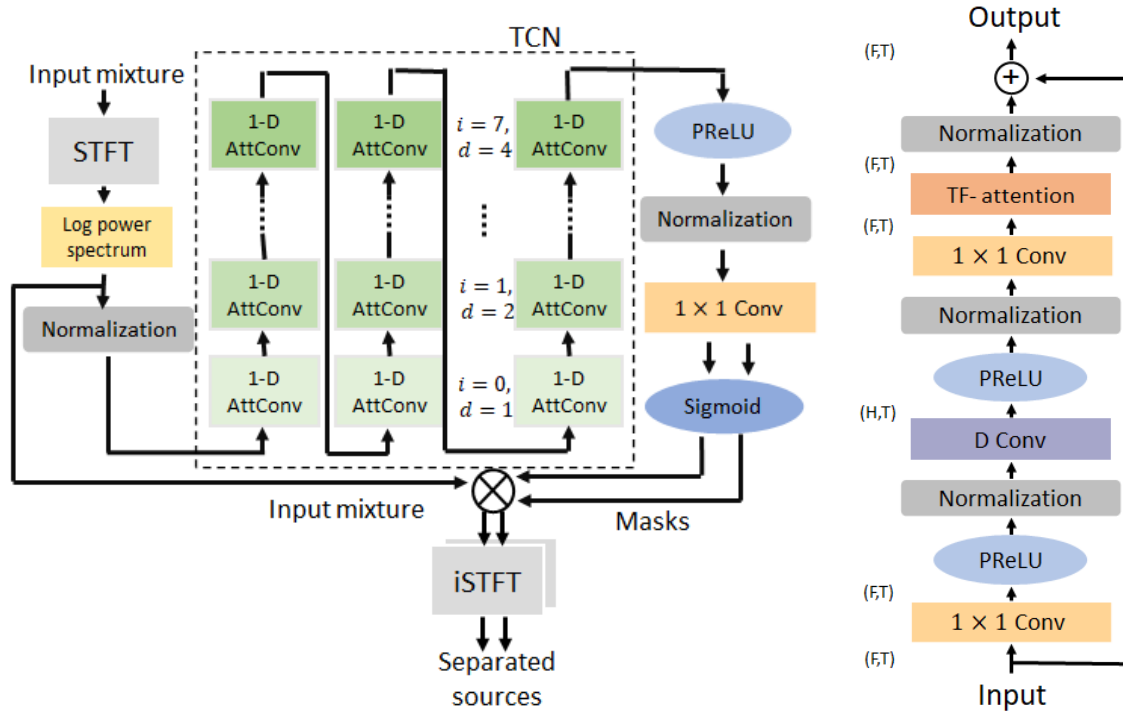 Input mixture
STFT
Log power
spectrum
Normalization
TCN
1-D
AttConv
1-D
AttConv
i = 7,
d = 4
1-D
AttConv
1-D
AttConv
1-D
AttConv
i = 1,
d = 2
1-D
AttConv
1-D
AttConv
1-D
AttConv
i = 0,
d = 1
1-D
AttConv
PReLU
Normalization
1 × 1 Conv
Sigmoid
Input mixture
Masks
iSTFT
Separated
sources
Output
(F,T)
+
Normalization
(F,T)
TF- attention
(F,T)
1 × 1 Conv
Normalization
PReLU
(H,T)
D Conv
Normalization
PReLU
(F,T)
1 × 1 Conv
(F,T)
Input